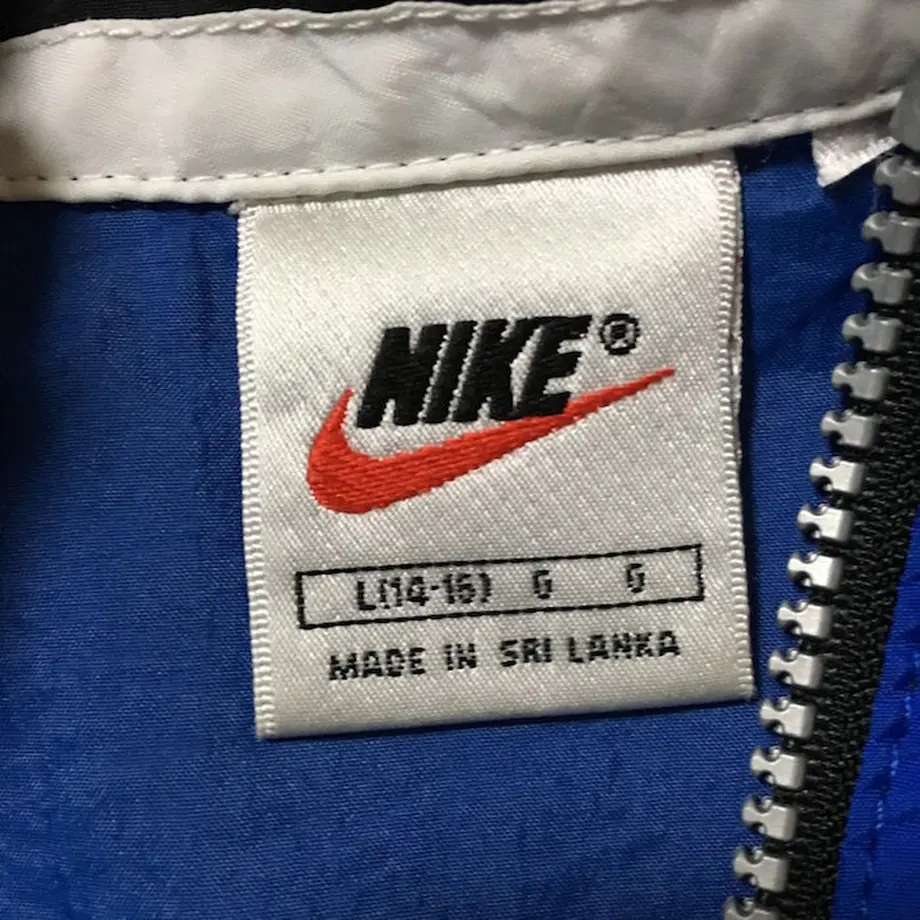 NIKE®
L(14-16) G G
MADE IN SRI LANKA